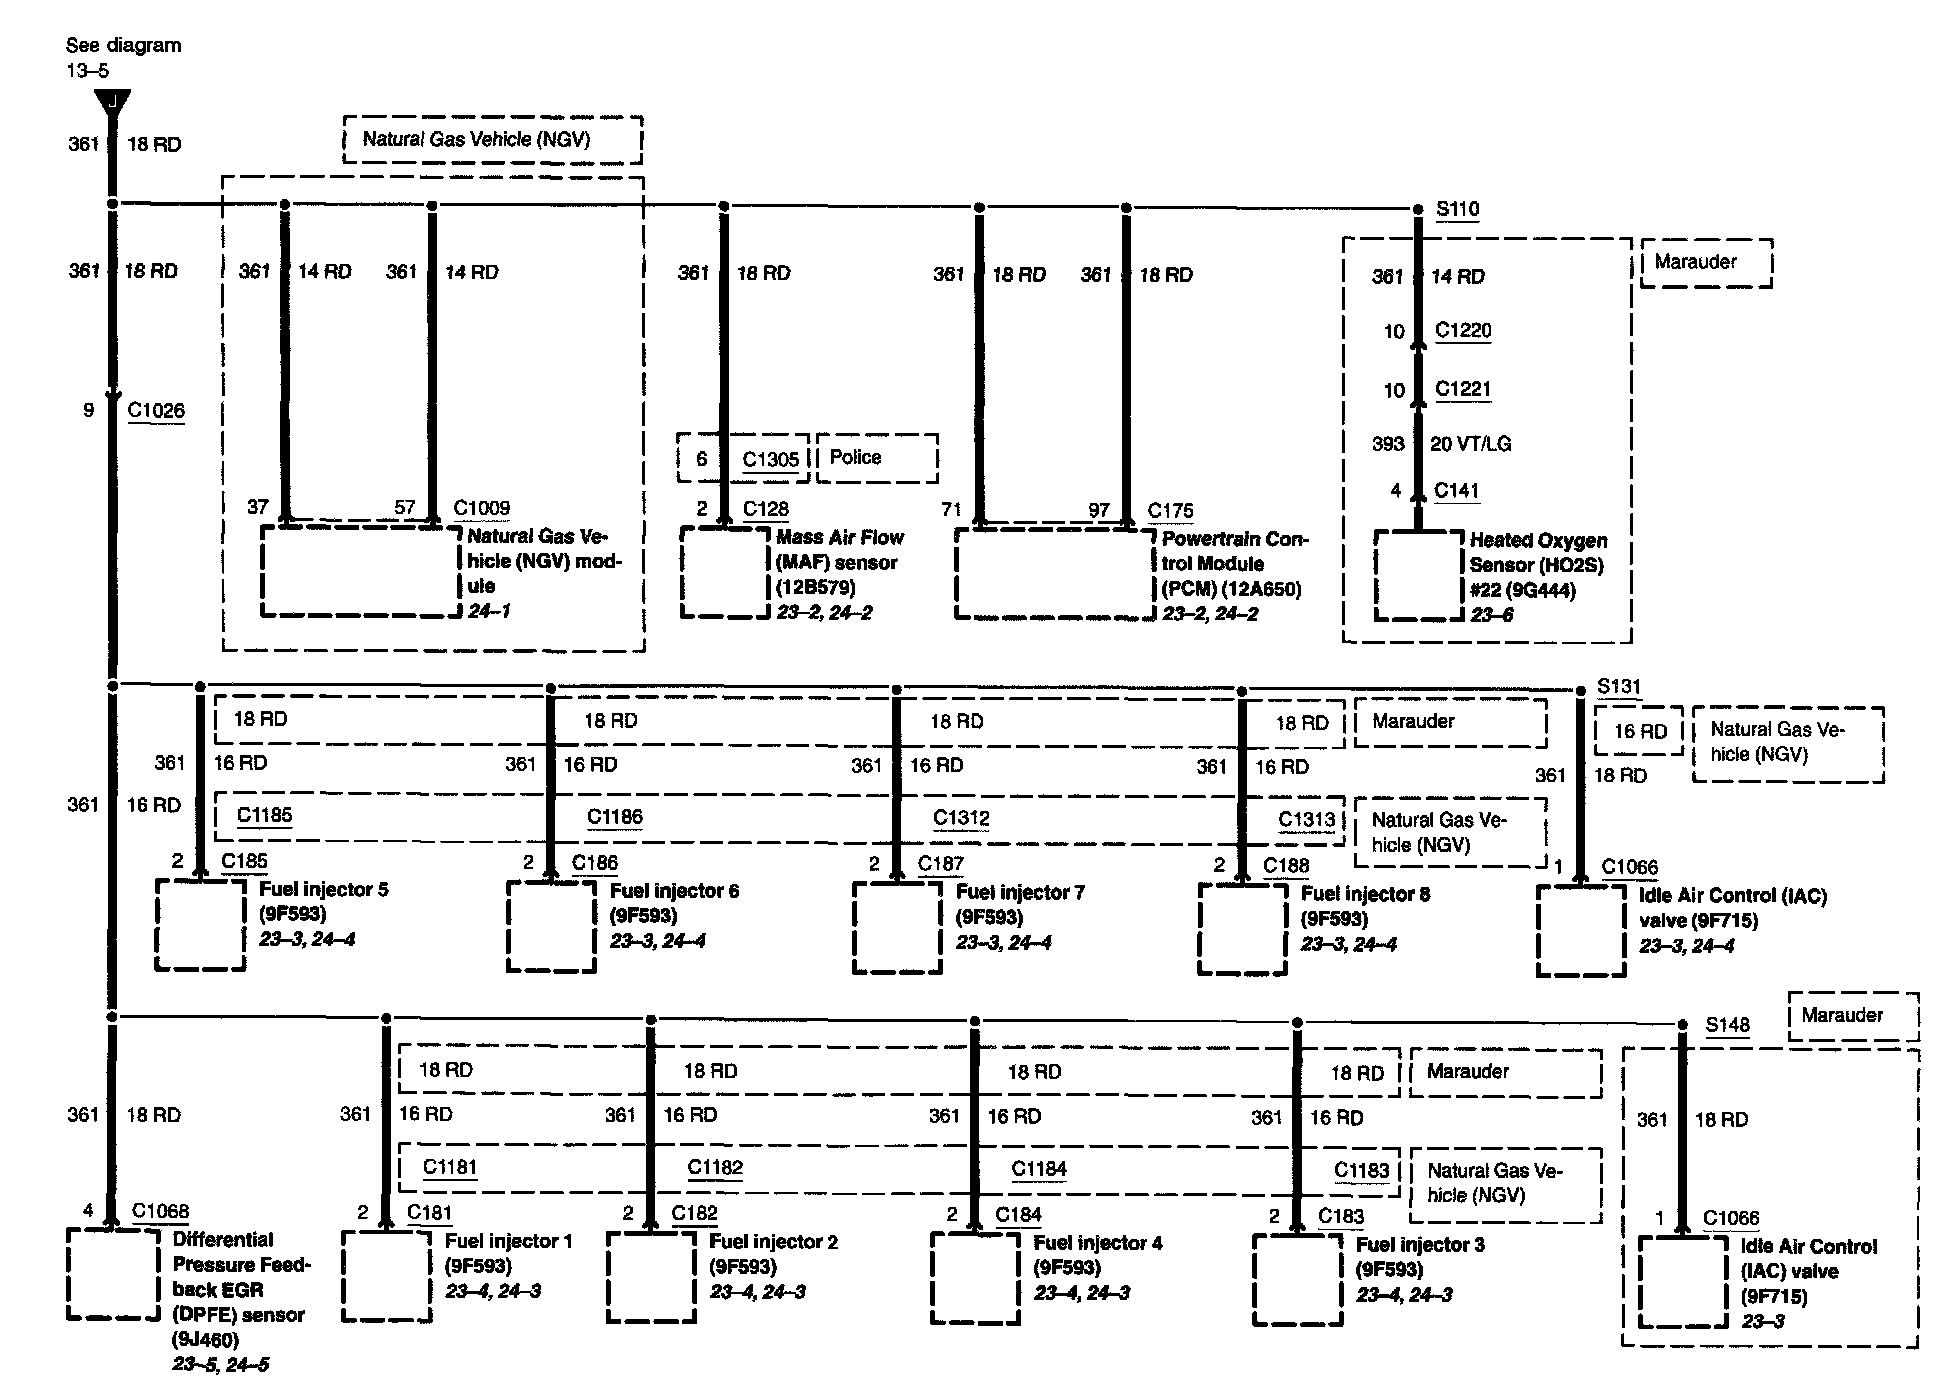 See diagram
13–5
J
361 18 RD
Natural Gas Vehicle (NGV)
S110
Marauder
361 18 RD
361 14 RD
361 14 RD
361 18 RD
361 18 RD
361 18 RD
361 14 RD
10 C1220
10 C1221
393 20 VT/LG
4 C141
9 C1026
6 C1305
Police
37
57 C1009
2 C128
71
97 C175
Natural Gas Ve-
hicle (NGV) mod-
ule
24–1
Mass Air Flow
(MAF) sensor
(12B579)
23–2, 24–2
Powertrain Con-
trol Module
(PCM) (12A650)
23–2, 24–2
Heated Oxygen
Sensor (HO2S)
#22 (9G444)
23–6
S131
18 RD
18 RD
18 RD
18 RD
Marauder
16 RD
Natural Gas Ve-
hicle (NGV)
361 16 RD
361 16 RD
361 16 RD
361 16 RD
361 18 RD
361 16 RD
C1185
C1186
C1312
C1313
Natural Gas Ve-
hicle (NGV)
2 C185
2 C186
2 C187
2 C188
1 C1066
Fuel injector 5
(9F593)
23–3, 24–4
Fuel injector 6
(9F593)
23–3, 24–4
Fuel injector 7
(9F593)
23–3, 24–4
Fuel injector 8
(9F593)
23–3, 24–4
Idle Air Control (IAC)
valve (9F715)
23–3, 24–4
S148
Marauder
18 RD
18 RD
18 RD
18 RD
Marauder
361 18 RD
361 16 RD
361 16 RD
361 16 RD
361 16 RD
361 18 RD
C1181
C1182
C1184
C1183
Natural Gas Ve-
hicle (NGV)
4 C1068
2 C181
2 C182
2 C184
2 C183
1 C1066
Differential
Pressure Feed-
back EGR
(DPFE) sensor
(9J460)
23–5, 24–5
Fuel injector 1
(9F593)
23–4, 24–3
Fuel injector 2
(9F593)
23–4, 24–3
Fuel injector 4
(9F593)
23–4, 24–3
Fuel injector 3
(9F593)
23–4, 24–3
Idle Air Control
(IAC) valve
(9F715)
23–3